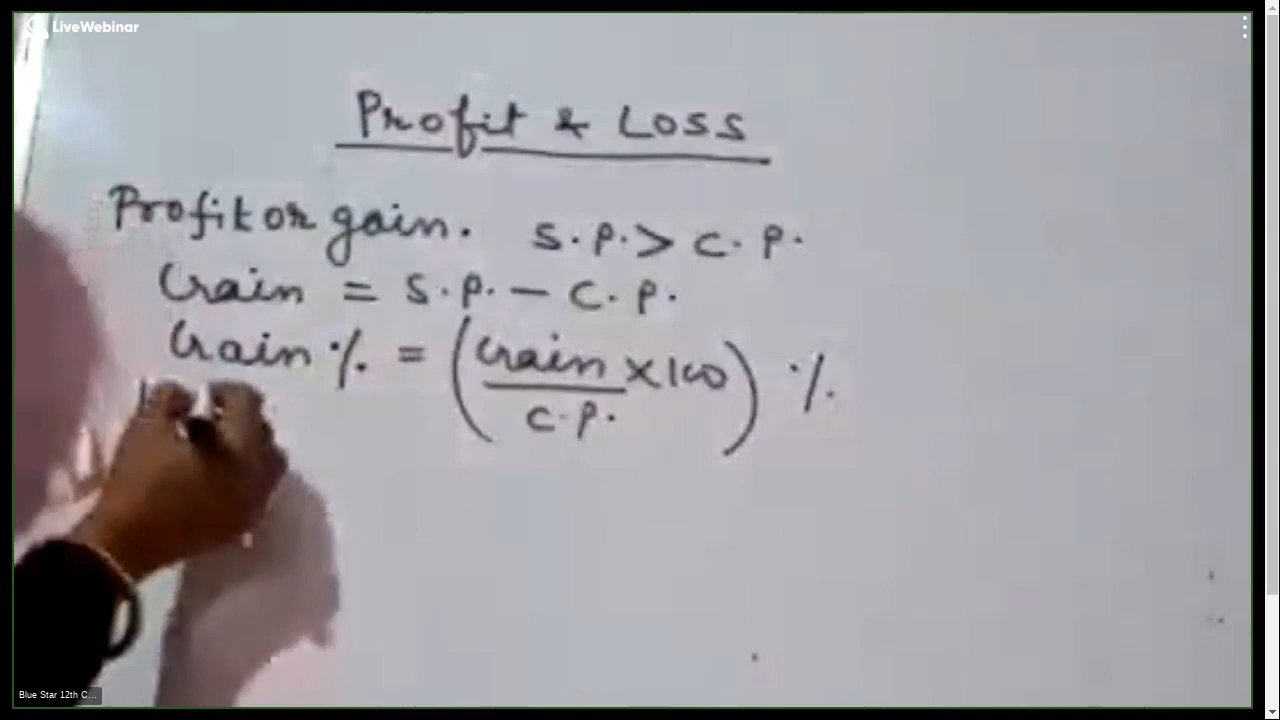 LiveWebinar
Profit & Loss
Profit or gain. S.P. > C.P.
Gain = S.P. - C.P.
Gain % = (Gain/C.P. × 100) %
Blue Star 12th C...